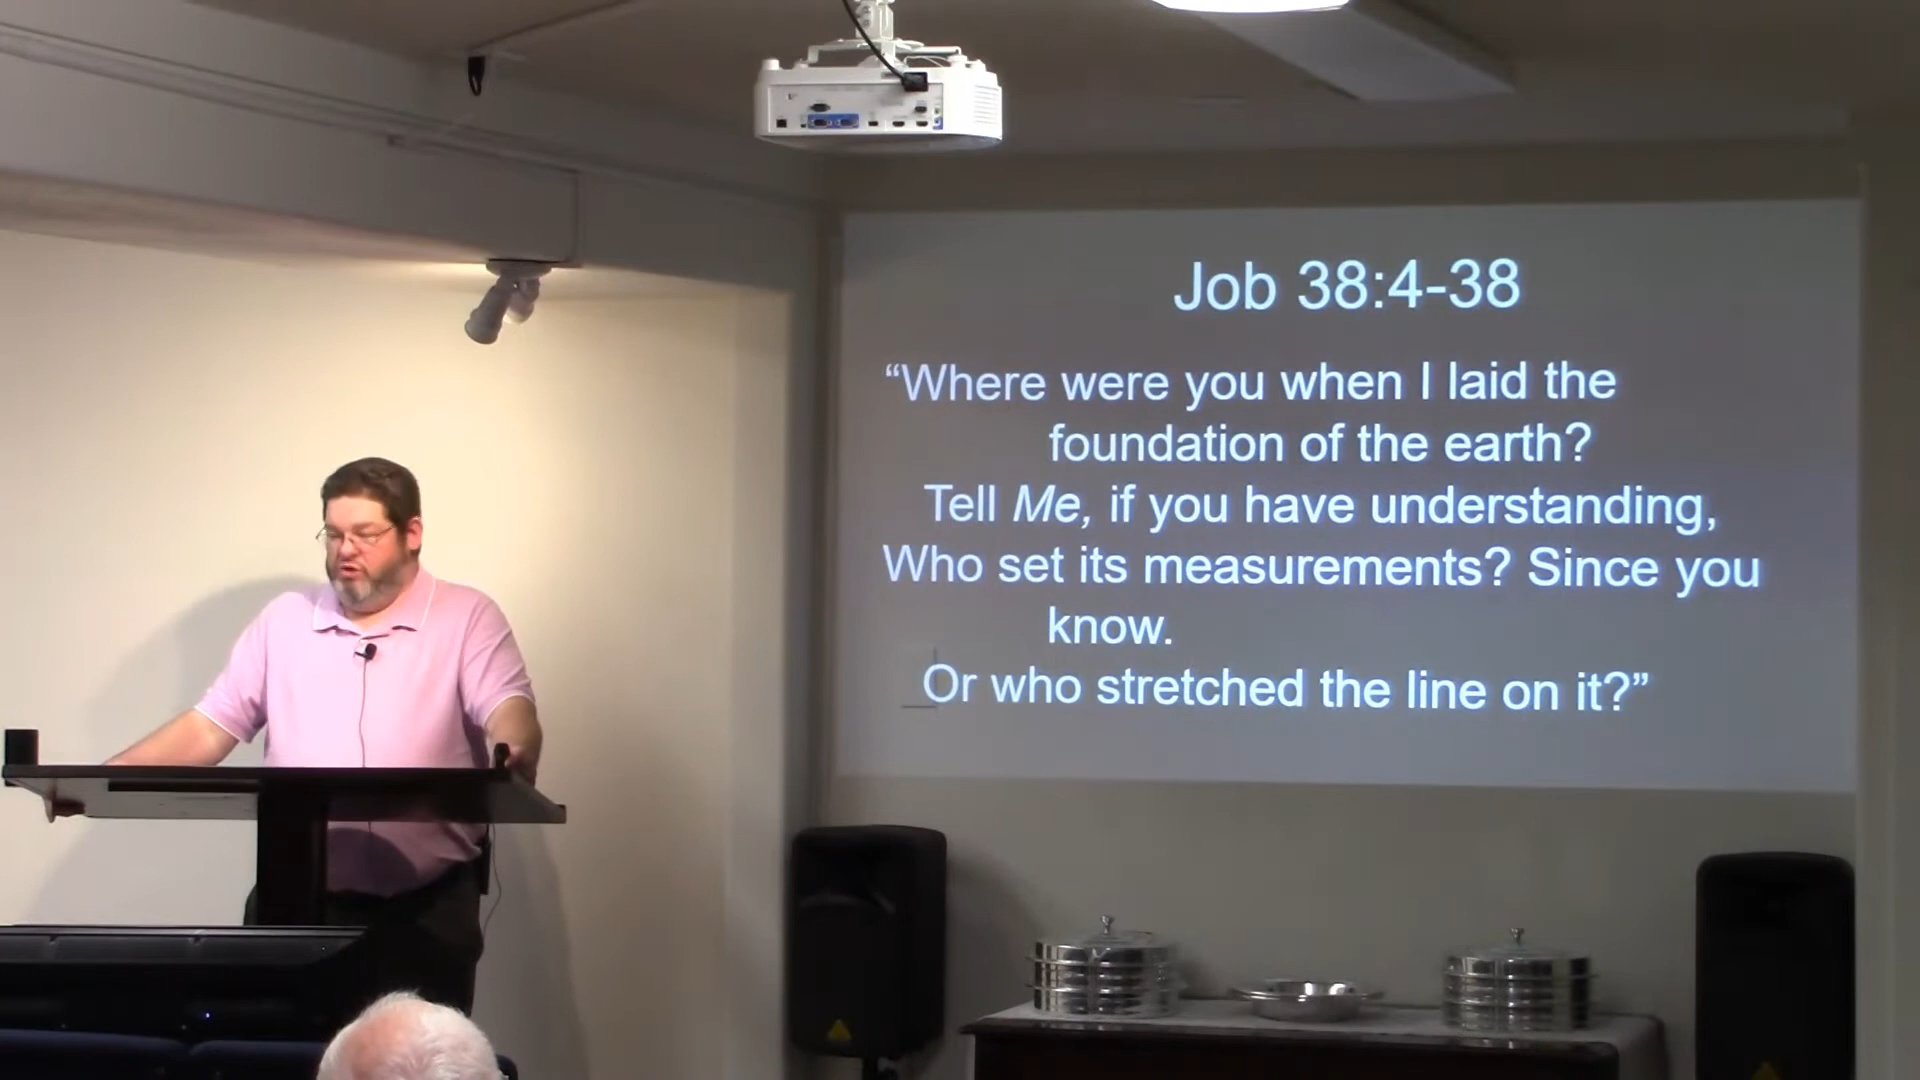 Job 38:4-38
“Where were you when I laid the
foundation of the earth?
Tell Me, if you have understanding,
Who set its measurements? Since you
know.
Or who stretched the line on it?”